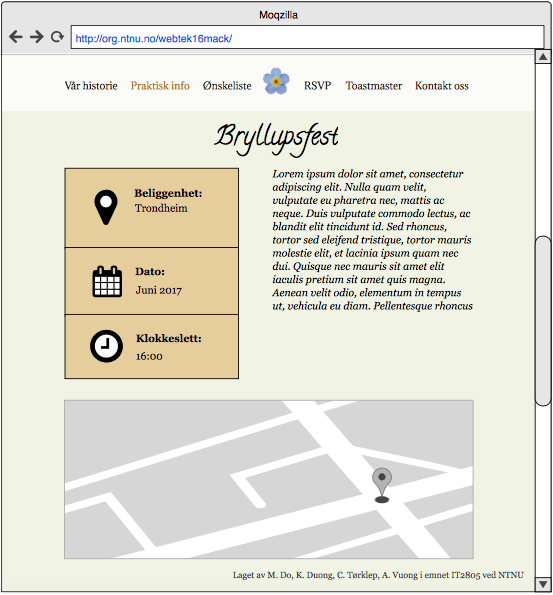 Moqzilla
http://org.ntnu.no/webtek16mack/
Vår historie Praktisk info Ønskeliste RSVP Toastmaster Kontakt oss
Bryllupsfest
Beliggenhet:
Trondheim
Dato:
Juni 2017
Klokkeslett:
16:00
Lorem ipsum dolor sit amet, consectetur
adipiscing elit. Nulla quam velit,
vulputate eu pharetra nec, mattis ac
neque. Duis vulputate commodo lectus, ac
blandit elit tincidunt id. Sed rhoncus,
tortor sed eleifend tristique, tortor mauris
molestie elit, et lacinia ipsum quam nec
dui. Quisque nec mauris sit amet elit
iaculis pretium sit amet quis magna.
Aenean velit odio, elementum in tempus
ut, vehicula eu diam. Pellentesque rhoncus
Laget av M. Do, K. Duong, C. Tørklep, A. Vuong i emnet IT2805 ved NTNU